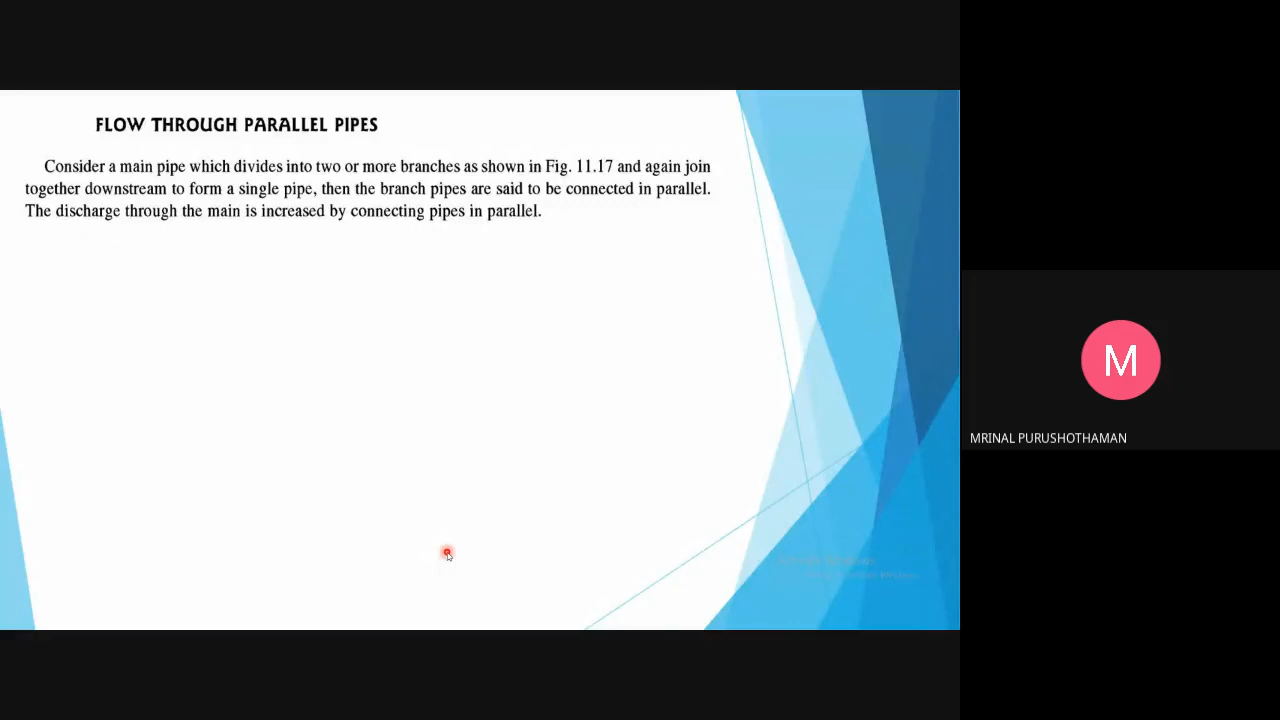 FLOW THROUGH PARALLEL PIPES
Consider a main pipe which divides into two or more branches as shown in Fig. 11.17 and again join
together downstream to form a single pipe, then the branch pipes are said to be connected in parallel.
The discharge through the main is increased by connecting pipes in parallel.
M
MRINAL PURUSHOTHAMAN